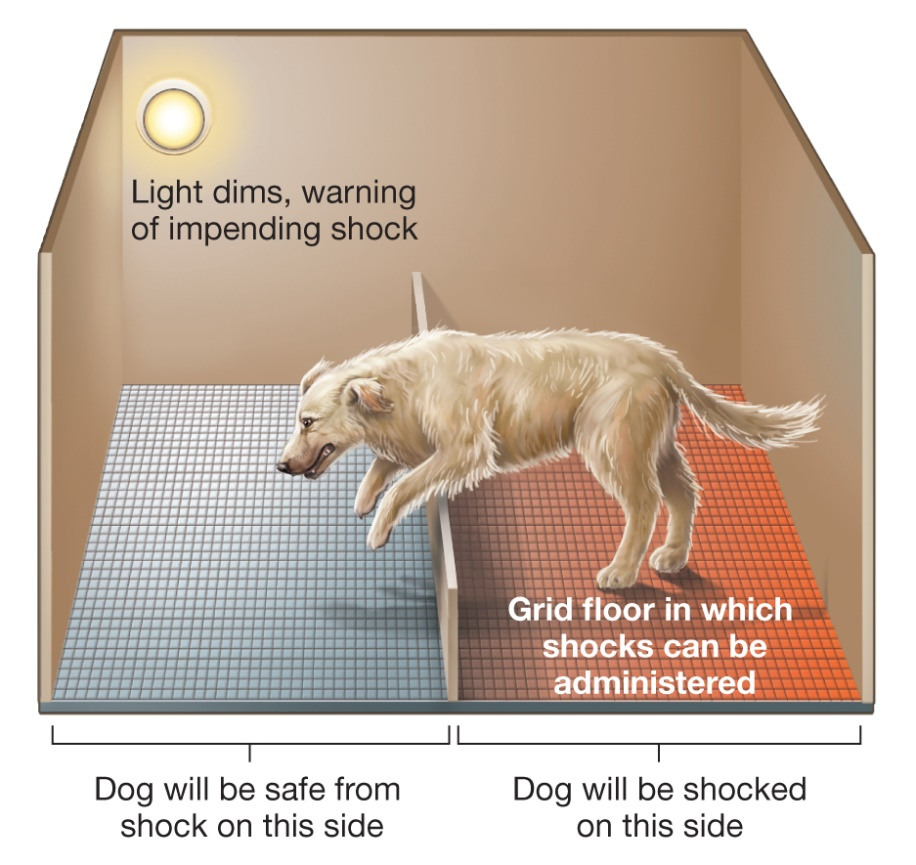 Light dims, warning
of impending shock
Grid floor in which
shocks can be
administered
Dog will be safe from
shock on this side
Dog will be shocked
on this side